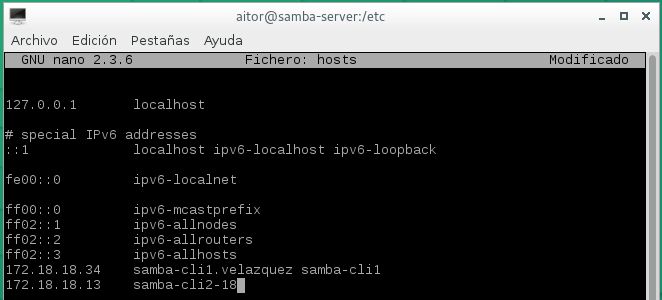 aitor@samba-server:/etc
Archivo Edición Pestañas Ayuda
GNU nano 2.3.6 Fichero: hosts Modificado
127.0.0.1 localhost
# special IPv6 addresses
::1 localhost ipv6-localhost ipv6-loopback
fe00::0 ipv6-localnet
ff00::0 ipv6-mcastprefix
ff02::1 ipv6-allnodes
ff02::2 ipv6-allrouters
ff02::3 ipv6-allhosts
172.18.18.34 samba-cli1.velazquez samba-cli1
172.18.18.13 samba-cli2-18